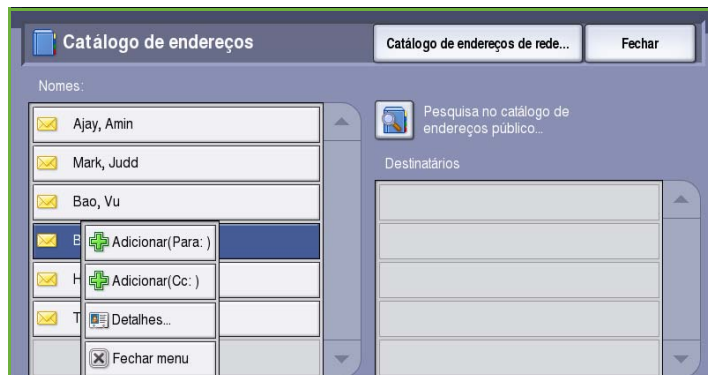 Catálogo de endereços
Catálogo de endereços de rede...
Fechar
Nomes:
Ajay, Amin
Mark, Judd
Bao, Vu
B
H
T
Adicionar(Para: )
Adicionar(Cc: )
Detalhes...
Fechar menu
Pesquisa no catálogo de
endereços público...
Destinatários